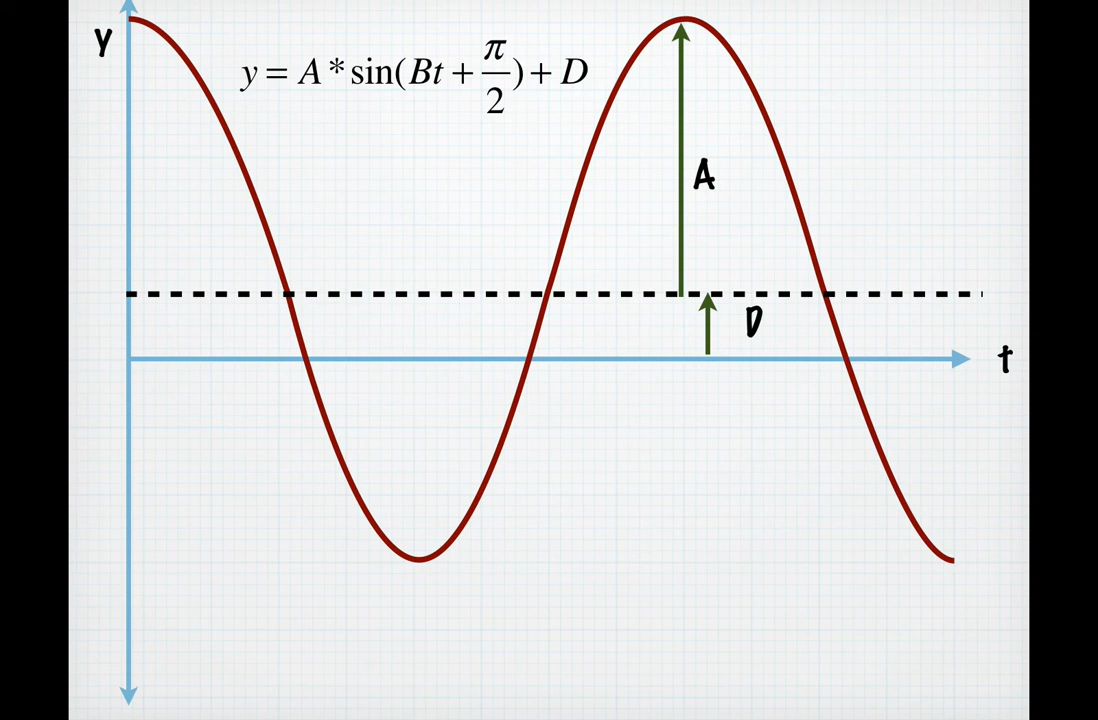 y
y = A * sin(Bt + π/2) + D
A
D
t